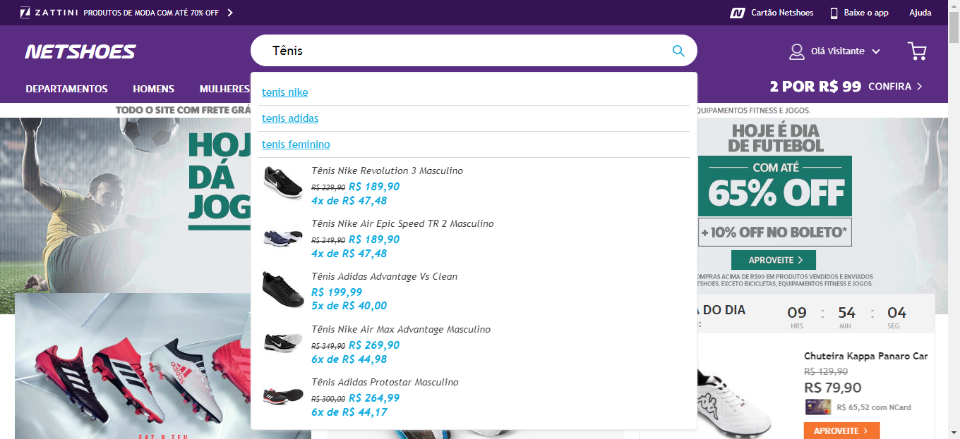 ZATTINI PRODUTOS DE MODA COM ATÉ 70% OFF
Cartão Netshoes Baixe o app Ajuda
NETSHOES
Tênis
Olá Visitante
DEPARTAMENTOS HOMENS MULHERES
2 POR R$ 99 CONFIRA
tenis nike
tenis adidas
tenis feminino
Tênis Nike Revolution 3 Masculino
R$ 229,90 R$ 189,90
4x de R$ 47,48
Tênis Nike Air Epic Speed TR 2 Masculino
R$ 249,90 R$ 189,90
4x de R$ 47,48
Tênis Adidas Advantage Vs Clean
R$ 199,99
5x de R$ 40,00
Tênis Nike Air Max Advantage Masculino
R$ 349,90 R$ 269,90
6x de R$ 44,98
Tênis Adidas Protostar Masculino
R$ 300,00 R$ 264,99
6x de R$ 44,17
TODO O SITE COM FRETE GRÁ
EQUIPAMENTOS FITNESS E JOGOS.
HOJE
DÁ
JOG
HOJE É DIA
DE FUTEBOL
COM ATÉ
65% OFF
+10% OFF NO BOLETO*
APROVEITE
COMPRAS ACIMA DE R$99 EM PRODUTOS VENDIDOS E ENVIADOS
TSHOES. EXCETO BICICLETAS, EQUIPAMENTOS FITNESS E JOGOS.
A DO DIA
:
09 : 54 : 04
HRS MIN SEG
Chuteira Kappa Panaro Car
R$ 129,90
R$ 79,90
R$ 65,52 com NCard
APROVEITE
Kappa
FAZ O TEU